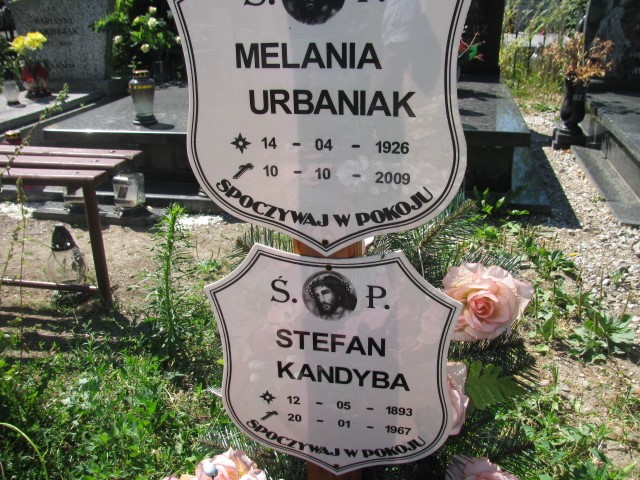 Ś. P.
MELANIA
URBANIAK
14 - 04 - 1926
10 - 10 - 2009
SPOCZYWAJ W POKOJU
Ś. P.
STEFAN
KANDYBA
12 - 05 - 1893
20 - 01 - 1967
SPOCZYWAJ W POKOJU